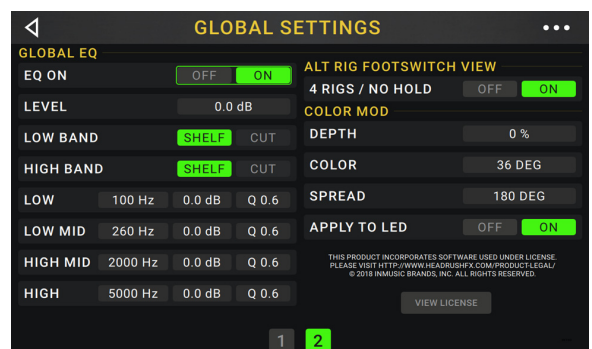 GLOBAL SETTINGS
GLOBAL EQ
EQ ON OFF ON
LEVEL 0.0 dB
LOW BAND SHELF CUT
HIGH BAND SHELF CUT
LOW 100 Hz 0.0 dB Q 0.6
LOW MID 260 Hz 0.0 dB Q 0.6
HIGH MID 2000 Hz 0.0 dB Q 0.6
HIGH 5000 Hz 0.0 dB Q 0.6
ALT RIG FOOTSWITCH VIEW
4 RIGS / NO HOLD OFF ON
COLOR MOD
DEPTH 0 %
COLOR 36 DEG
SPREAD 180 DEG
APPLY TO LED OFF ON
THIS PRODUCT INCORPORATES SOFTWARE USED UNDER LICENSE.
PLEASE VISIT HTTP://WWW.HEADRUSHFX.COM/PRODUCT-LEGAL/
© 2018 INMUSIC BRANDS, INC. ALL RIGHTS RESERVED.
VIEW LICENSE
1 2